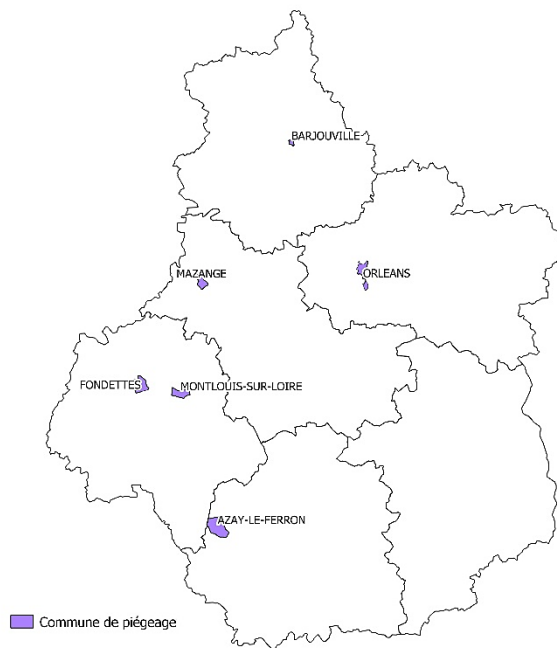 BARJOUVILLE
MAZANGE
ORLEANS
FONDETTES
MONTLOUIS-SUR-LOIRE
AZAY-LE-FERRON
Commune de piégeage